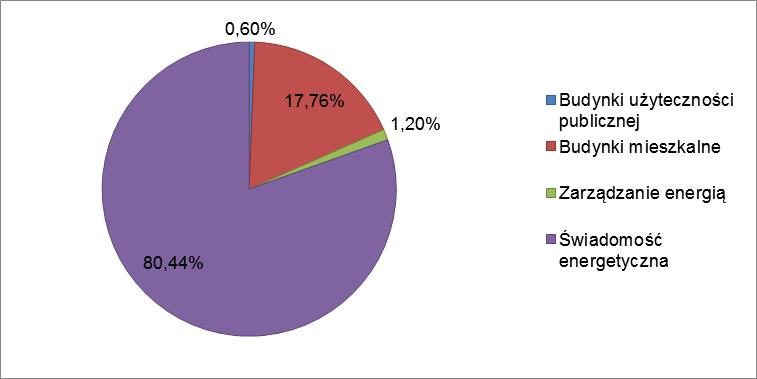 0,60%
17,76%
1,20%
80,44%
Budynki użyteczności
publicznej
Budynki mieszkalne
Zarządzanie energią
Świadomość
energetyczna